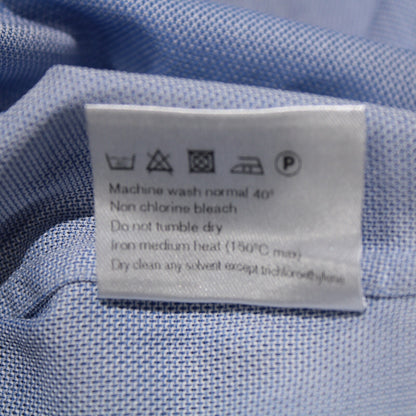 P
Machine wash normal 40°
Non chlorine bleach
Do not tumble dry
Iron medium heat (150°C max)
Dry clean any solvent except trichloroethylene